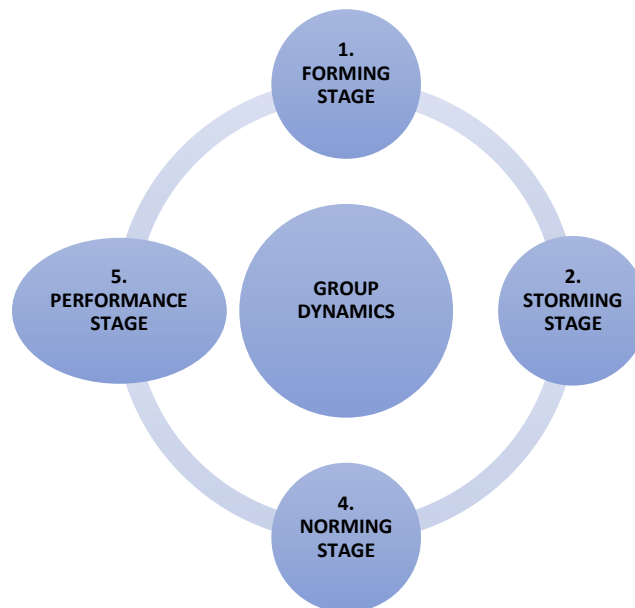 1.
FORMING
STAGE
GROUP
DYNAMICS
2.
STORMING
STAGE
4.
NORMING
STAGE
5.
PERFORMANCE
STAGE